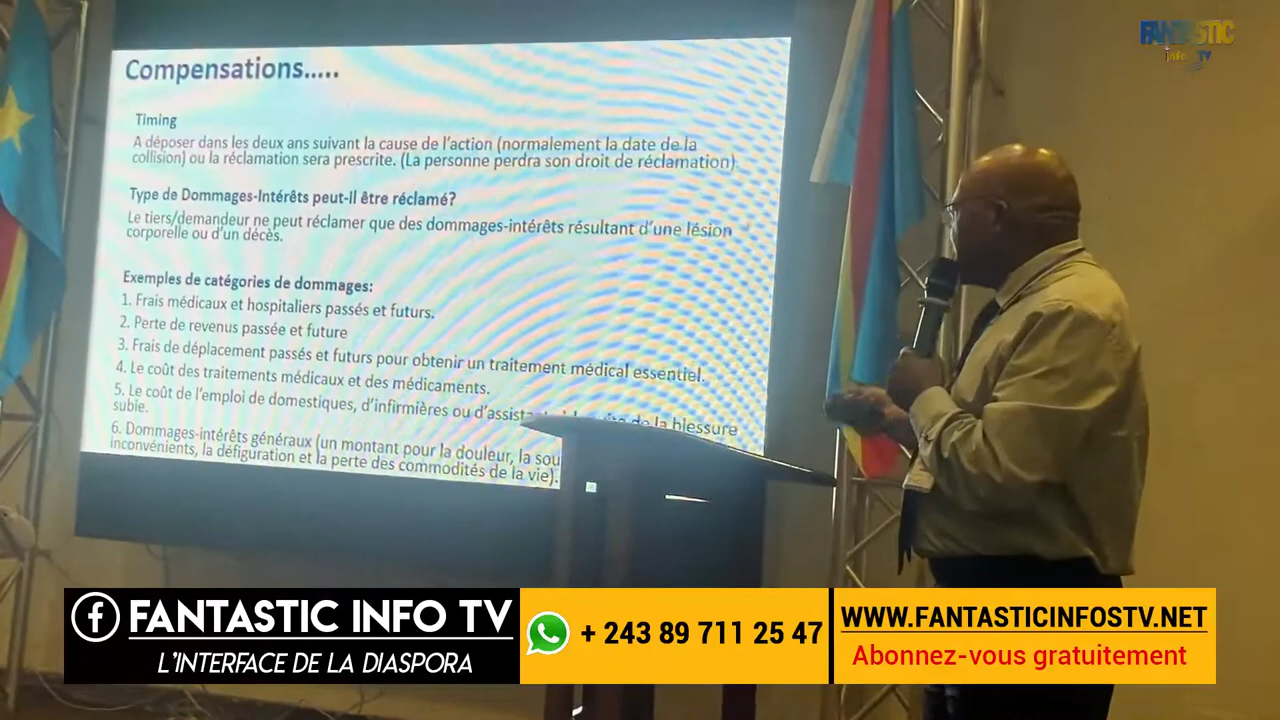 FANTASTIC
info TV
Compensations.....
Timing
A déposer dans les deux ans suivant la cause de l'action (normalement la date de la
collision) ou la réclamation sera prescrite. (La personne perdra son droit de réclamation)
Type de Dommages-Intérêts peut-Il être réclamé?
Le tiers/demandeur ne peut réclamer que des dommages-intérêts résultant d'une lésion
corporelle ou d'un décès.
Exemples de catégories de dommages:
1. Frais médicaux et hospitaliers passés et futurs.
2. Perte de revenus passée et future
3. Frais de déplacement passés et futurs pour obtenir un traitement médical essentiel.
4. Le coût des traitements médicaux et des médicaments.
5. Le coût de l'emploi de domestiques, d'infirmières ou de la blessure
subie.
6. Dommages-intérêts généraux (un montant pour la douleur, la
inconvénients, la défiguration et la perte des commodités de la vie).
FANTASTIC INFO TV
L'INTERFACE DE LA DIASPORA
+ 243 89 711 25 47
WWW.FANTASTICINFOSTV.NET
Abonnez-vous gratuitement